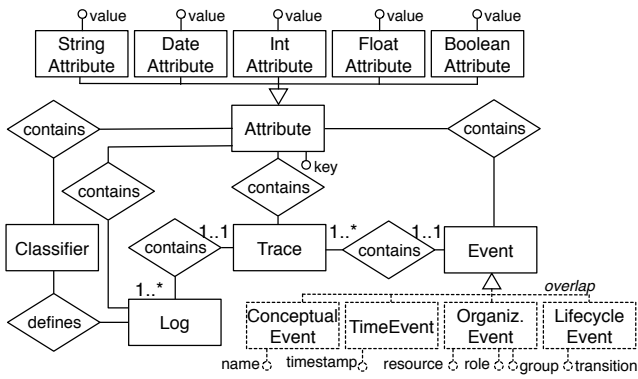 value value value value value
String Attribute Date Attribute Int Attribute Float Attribute Boolean Attribute
contains Attribute contains
key
contains contains
1..1 1..* 1..1
Classifier contains Trace contains Event
1..* overlap
defines Log Conceptual Event TimeEvent Organiz. Event Lifecycle Event
name timestamp resource role group transition